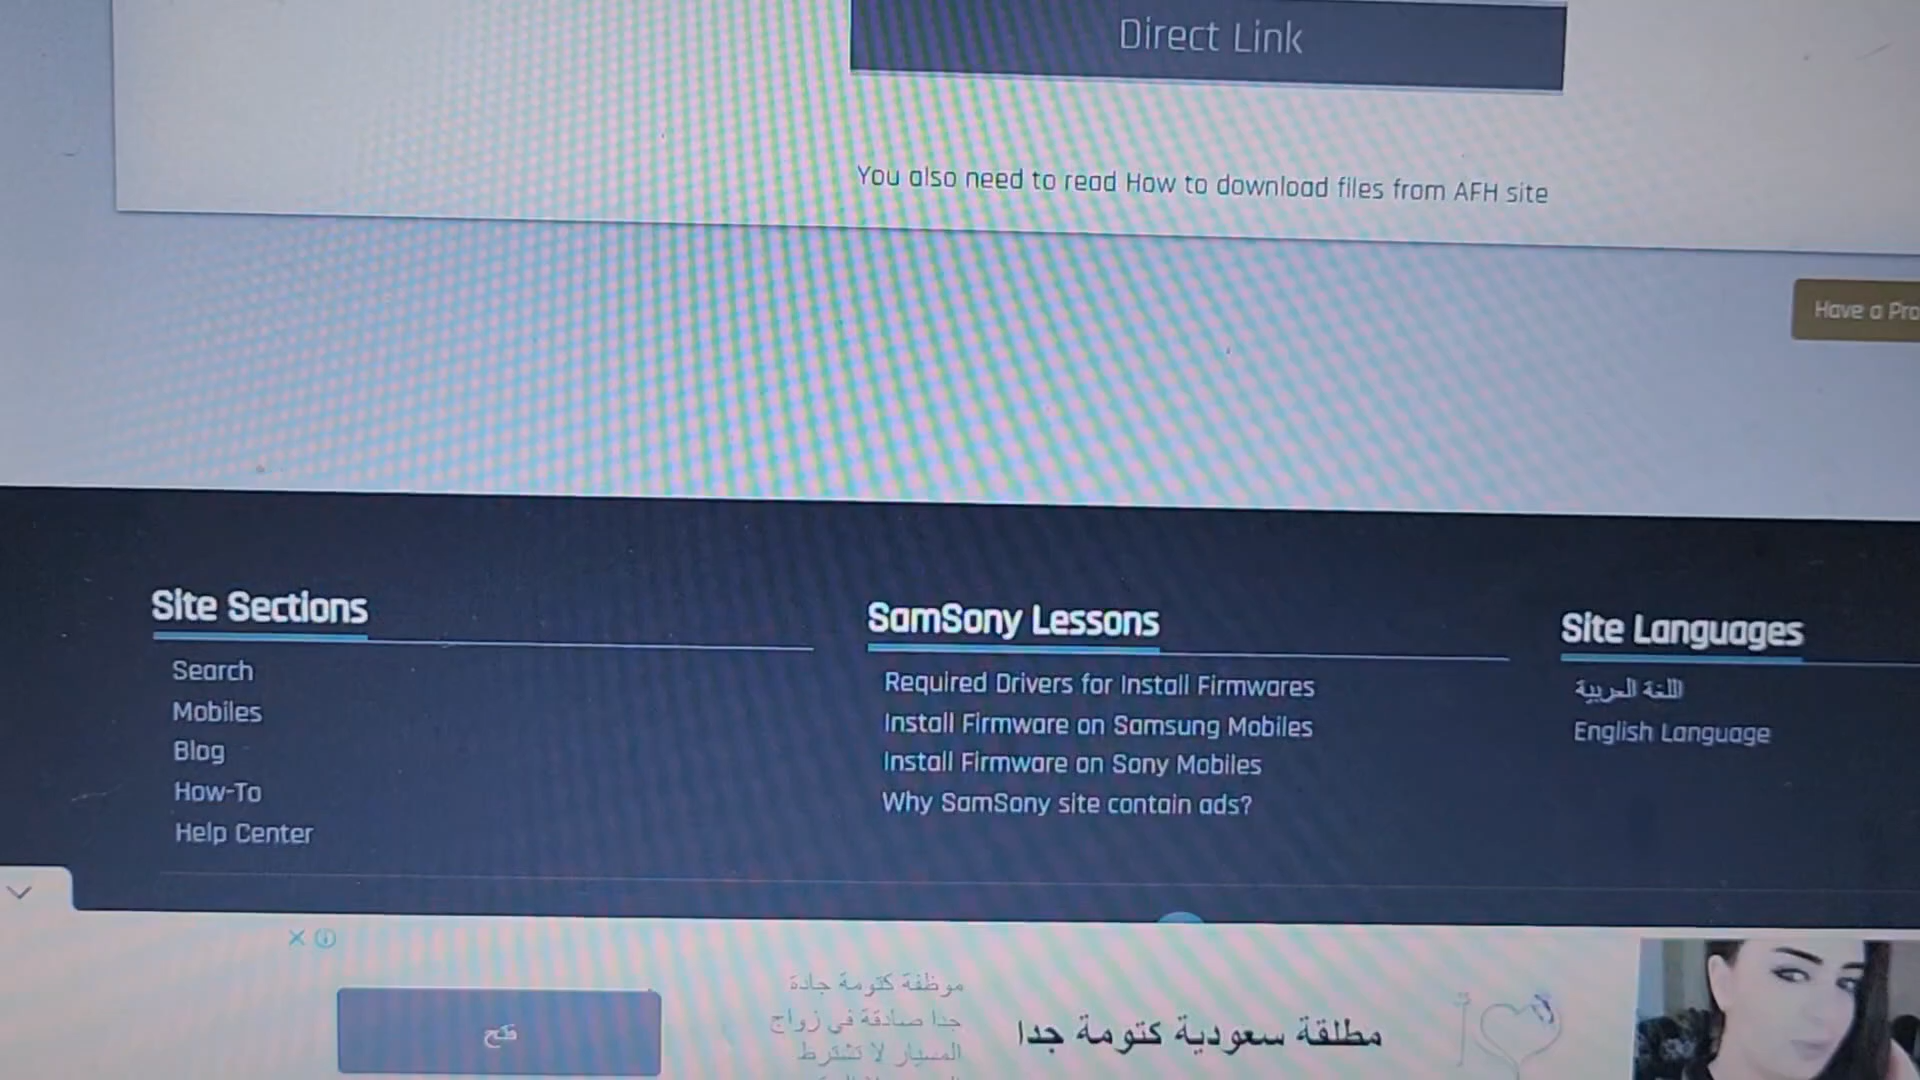 Direct Link
You also need to read How to download files from AFH site
Have a Pro
Site Sections
Search
Mobiles
Blog
How-To
Help Center
SamSony Lessons
Required Drivers for Install Firmwares
Install Firmware on Samsung Mobiles
Install Firmware on Sony Mobiles
Why SamSony site contain ads?
Site Languages
اللغة العربية
English Language
مطلقة سعودية كتومة جدا
موظفة كتومة جادة
جدا صادقة في زواج
المسيار لا تشترط
فتح